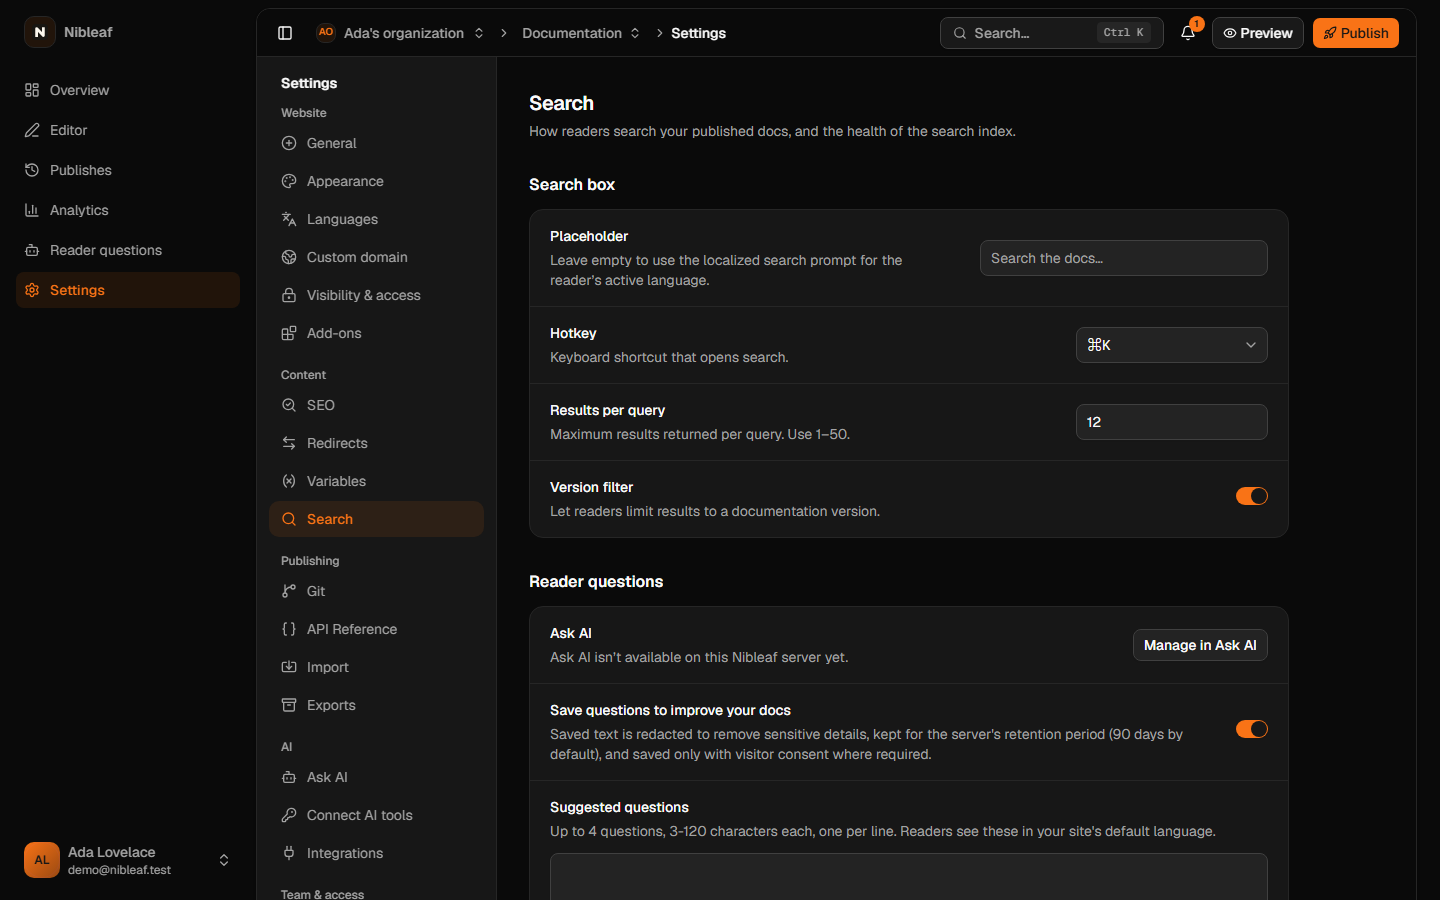 N Nibleaf
Overview
Editor
Publishes
Analytics
Reader questions
Settings
AL Ada Lovelace
demo@nibleaf.test
AO Ada's organization
Documentation
Settings
Search...
Ctrl K
1
Preview
Publish
Settings
Website
General
Appearance
Languages
Custom domain
Visibility & access
Add-ons
Content
SEO
Redirects
Variables
Search
Publishing
Git
API Reference
Import
Exports
AI
Ask AI
Connect AI tools
Integrations
Team & access
Search
How readers search your published docs, and the health of the search index.
Search box
Placeholder
Leave empty to use the localized search prompt for the
reader's active language.
Search the docs...
Hotkey
Keyboard shortcut that opens search.
⌘K
Results per query
Maximum results returned per query. Use 1–50.
12
Version filter
Let readers limit results to a documentation version.
Reader questions
Ask AI
Ask AI isn't available on this Nibleaf server yet.
Manage in Ask AI
Save questions to improve your docs
Saved text is redacted to remove sensitive details, kept for the server's retention period (90 days by
default), and saved only with visitor consent where required.
Suggested questions
Up to 4 questions, 3-120 characters each, one per line. Readers see these in your site's default language.